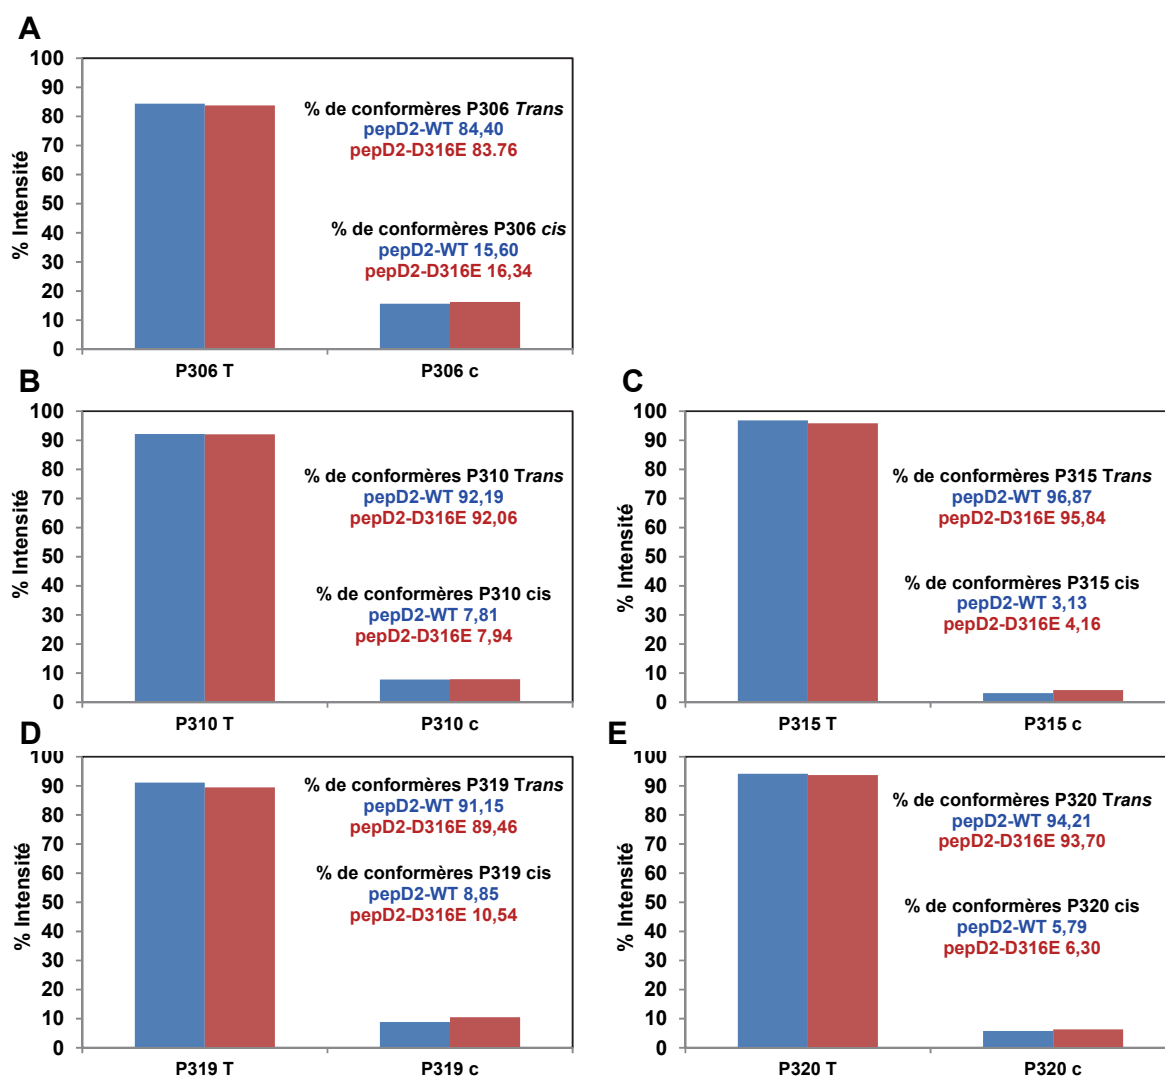 A
% Intensité
100
90
80
70
60
50
40
30
20
10
0
% de conformères P306 Trans
pepD2-WT 84,40
pepD2-D316E 83.76
% de conformères P306 cis
pepD2-WT 15,60
pepD2-D316E 16,34
P306 T
P306 c
B
% Intensité
100
90
80
70
60
50
40
30
20
10
0
% de conformères P310 Trans
pepD2-WT 92,19
pepD2-D316E 92,06
% de conformères P310 cis
pepD2-WT 7,81
pepD2-D316E 7,94
P310 T
P310 c
C
% Intensité
100
90
80
70
60
50
40
30
20
10
0
% de conformères P315 Trans
pepD2-WT 96,87
pepD2-D316E 95,84
% de conformères P315 cis
pepD2-WT 3,13
pepD2-D316E 4,16
P315 T
P315 c
D
% Intensité
100
90
80
70
60
50
40
30
20
10
0
% de conformères P319 Trans
pepD2-WT 91,15
pepD2-D316E 89,46
% de conformères P319 cis
pepD2-WT 8,85
pepD2-D316E 10,54
P319 T
P319 c
E
% Intensité
100
90
80
70
60
50
40
30
20
10
0
% de conformères P320 Trans
pepD2-WT 94,21
pepD2-D316E 93,70
% de conformères P320 cis
pepD2-WT 5,79
pepD2-D316E 6,30
P320 T
P320 c